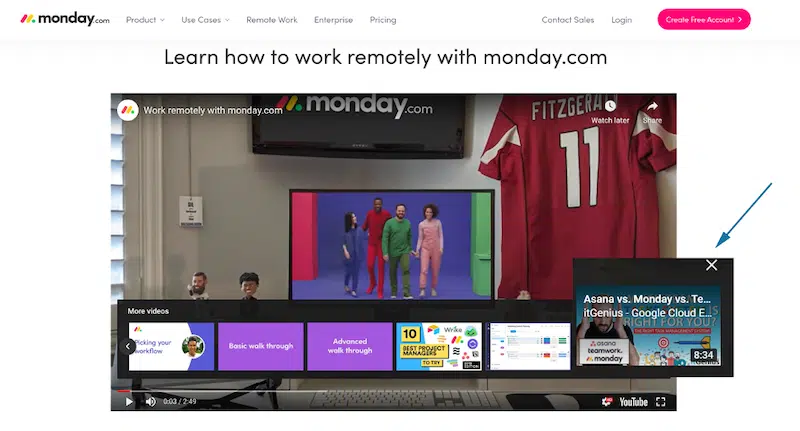 monday.com
Product
Use Cases
Remote Work
Enterprise
Pricing
Contact Sales
Login
Create Free Account
Learn how to work remotely with monday.com
Work remotely with monday.com
monday.com
Watch later
Share
FITZGERAL
11
More videos
Picking your
workflow
Basic walk through
Advanced
walk through
10
BEST PROJECT
MANAGERS
TO TRY
Wrike
Asana vs. Monday vs. Te...
itGenius - Google Cloud E...
RIGHT FOR YOU?
asana
teamwork.
monday
8:34
0:03 / 2:49
YouTube